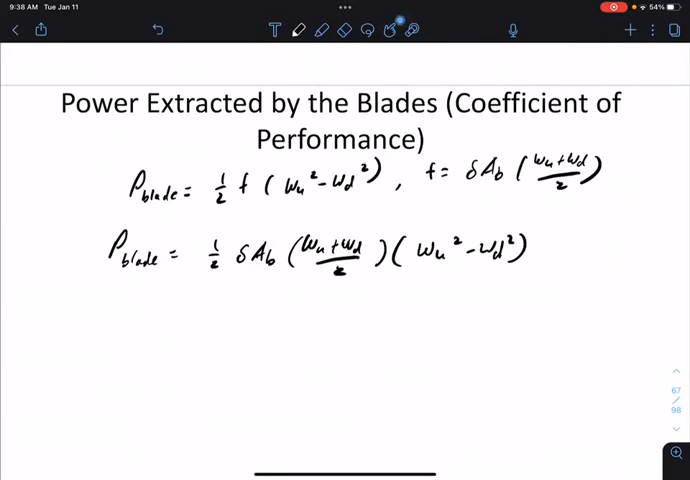 9:38 AM Tue Jan 11
54%
Power Extracted by the Blades (Coefficient of
Performance)
P_blade = 1/2 f (w_u² - w_d²), f = δA_b ((w_u + w_d)/2)
P_blade = 1/2 δA_b ((w_u + w_d)/2) (w_u² - w_d²)
67
/
98